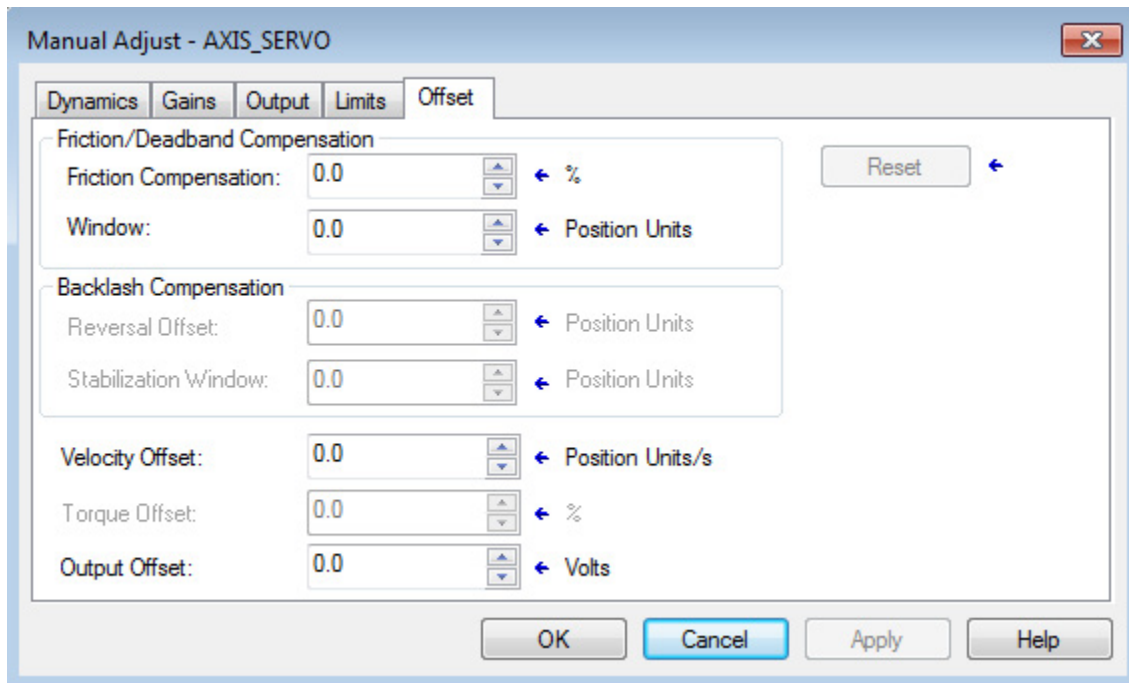 Manual Adjust - AXIS_SERVO
Dynamics Gains Output Limits Offset
Friction/Deadband Compensation
Friction Compensation: 0.0 % Reset
Window: 0.0 Position Units
Backlash Compensation
Reversal Offset: 0.0 Position Units
Stabilization Window: 0.0 Position Units
Velocity Offset: 0.0 Position Units/s
Torque Offset: 0.0 %
Output Offset: 0.0 Volts
OK Cancel Apply Help